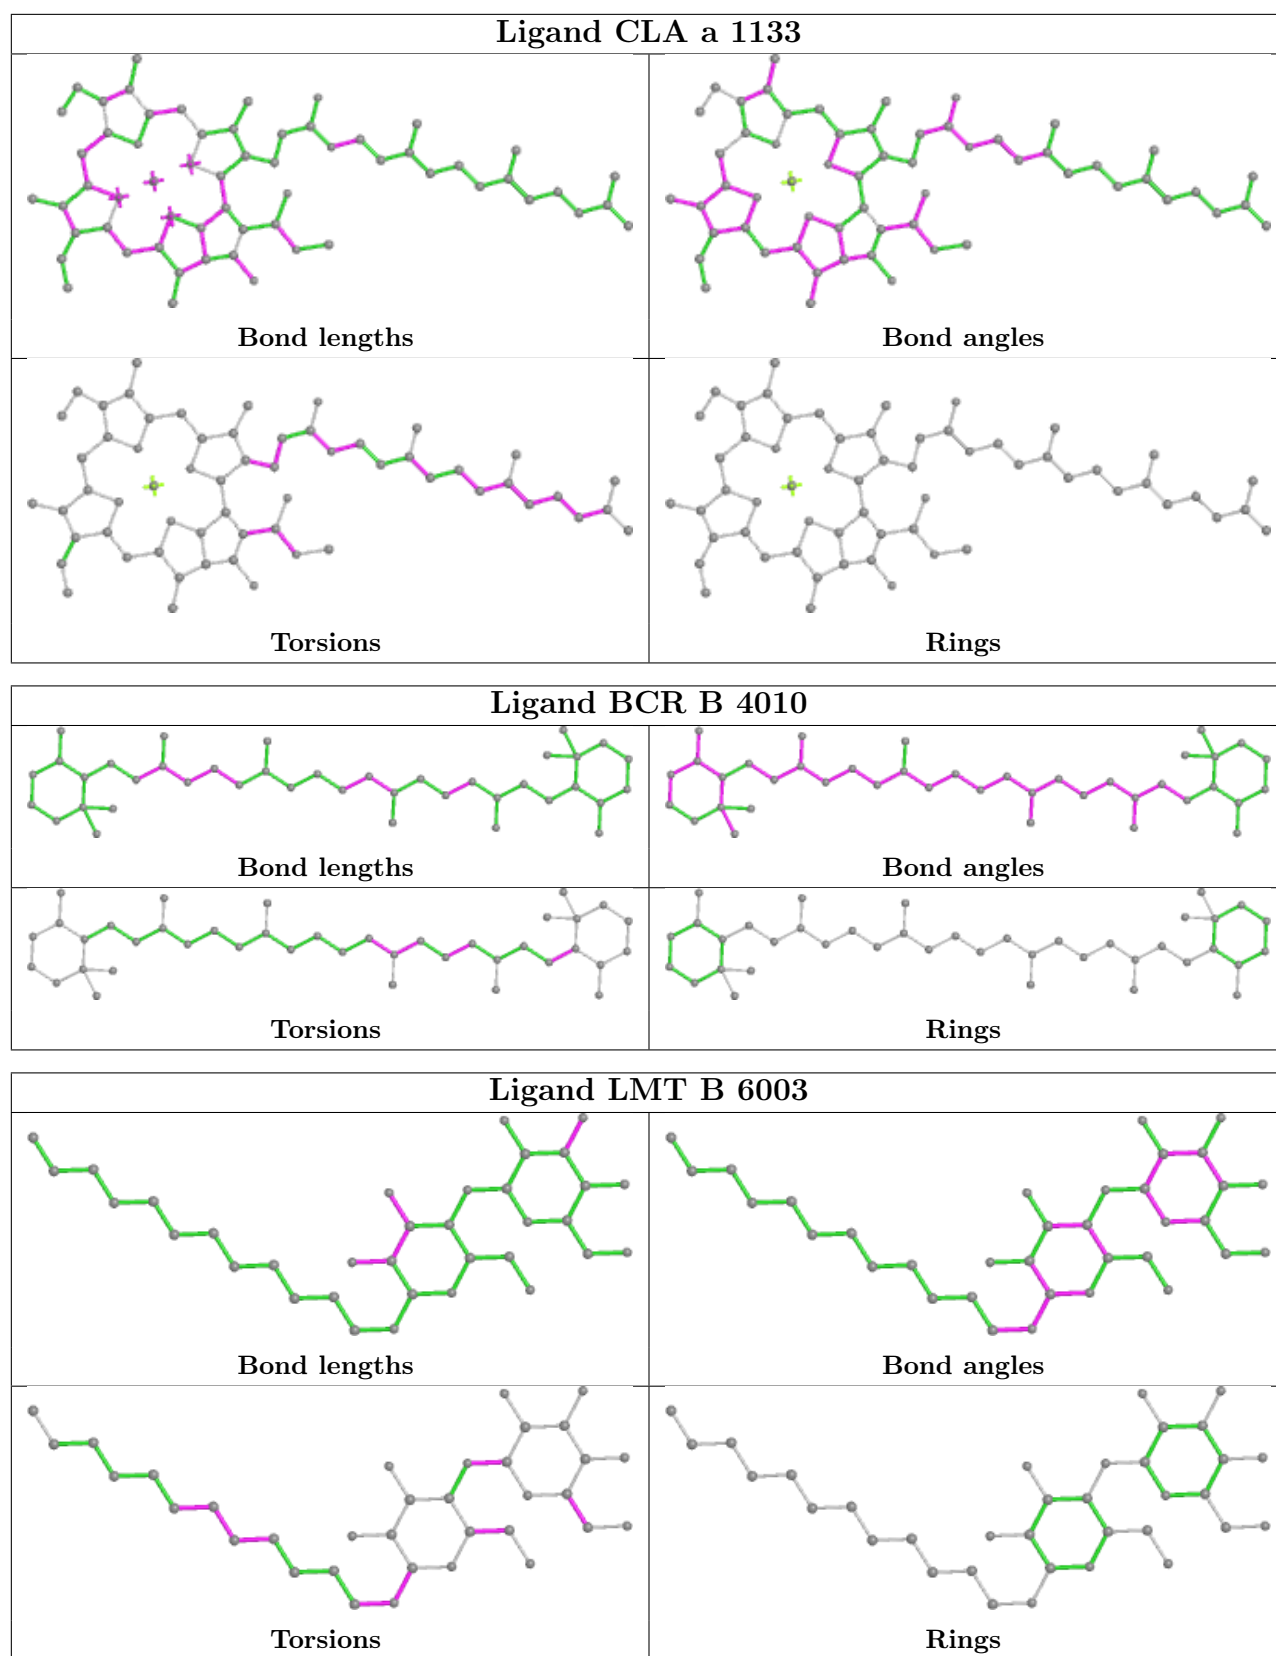 Ligand CLA a 1133
Bond lengths
Bond angles
Torsions
Rings
Ligand BCR B 4010
Bond lengths
Bond angles
Torsions
Rings
Ligand LMT B 6003
Bond lengths
Bond angles
Torsions
Rings